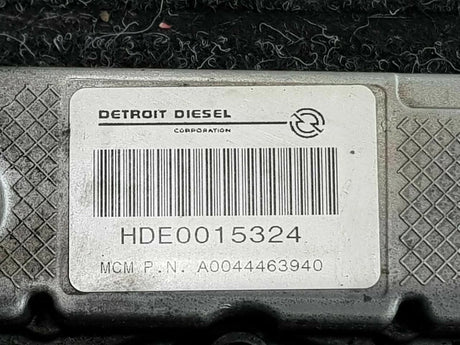 DETROIT DIESEL
CORPORATION
HDE0015324
MCM P.N. A0044463940